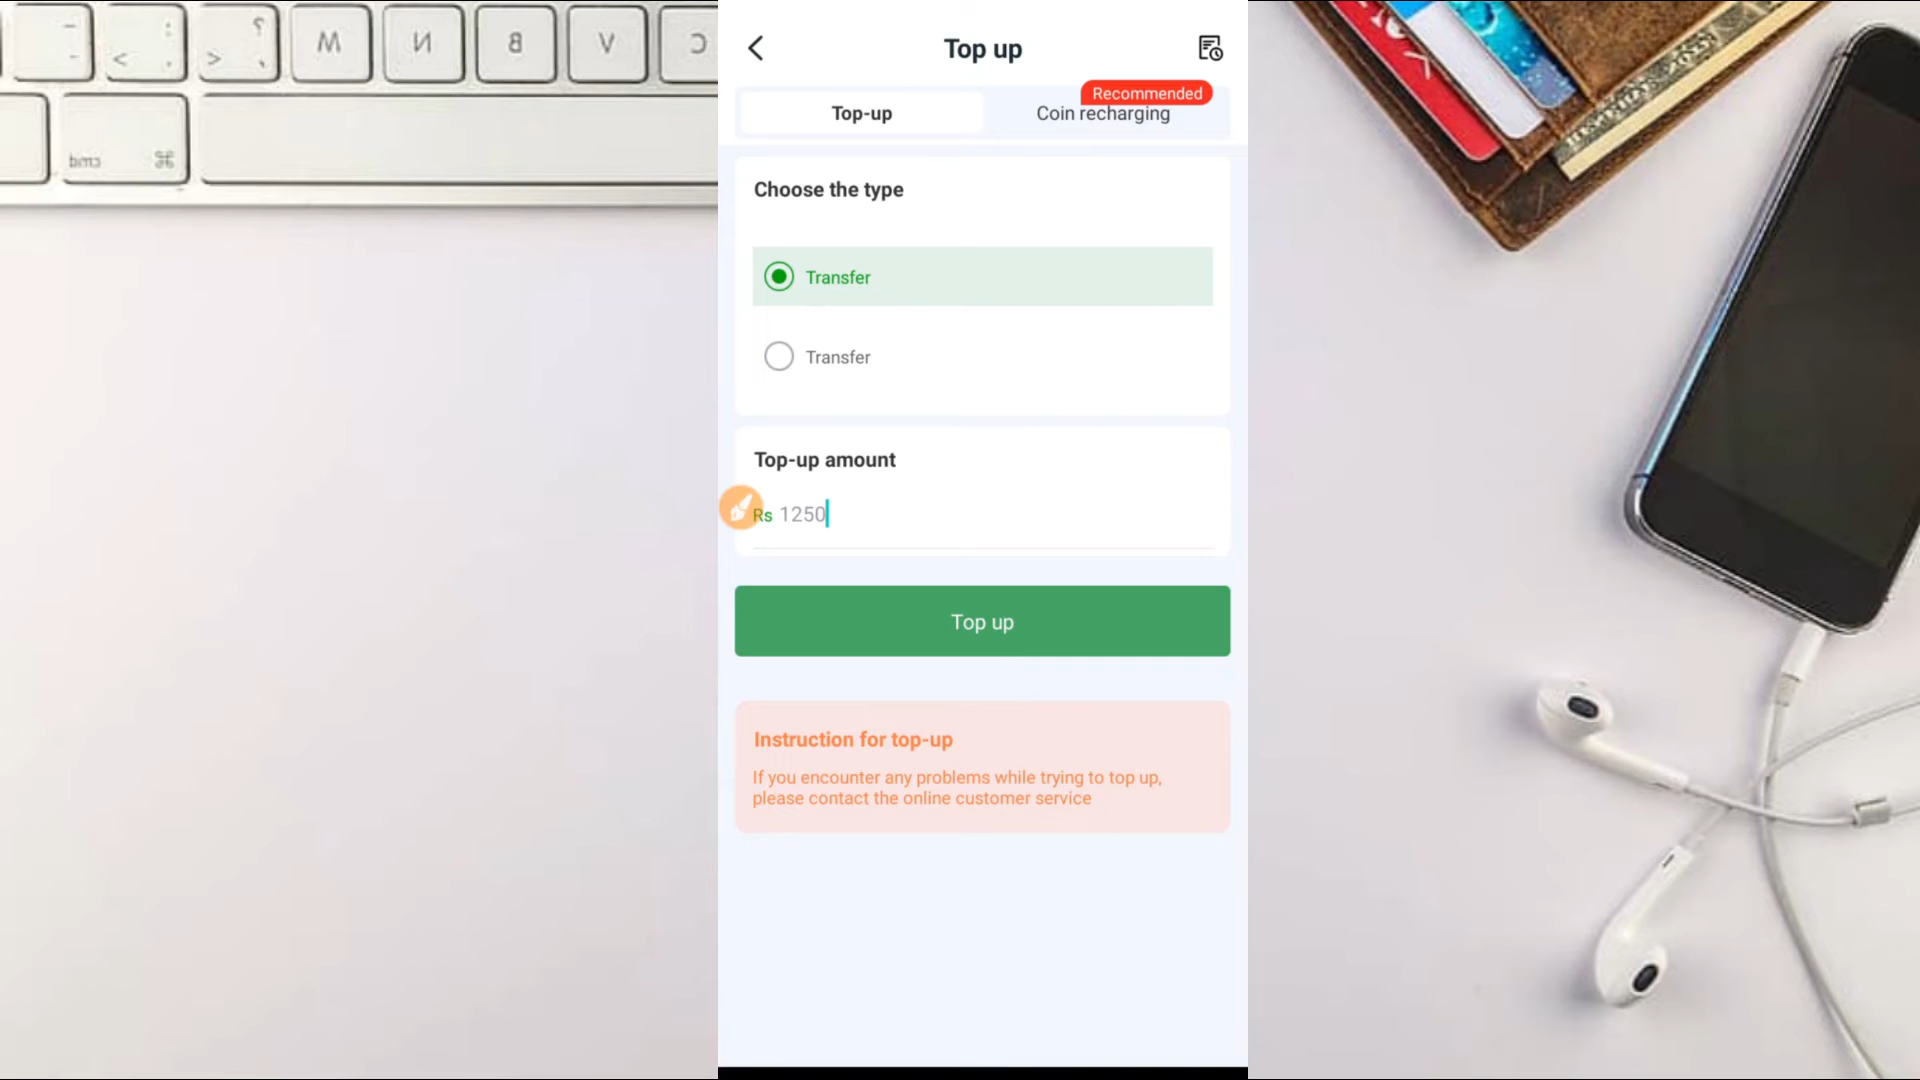 Top up
Recommended
Top-up
Coin recharging
Choose the type
Transfer
Transfer
Top-up amount
Rs 1250
Top up
Instruction for top-up
If you encounter any problems while trying to top up,
please contact the online customer service
M
N
B
V
C
cmd ⌘